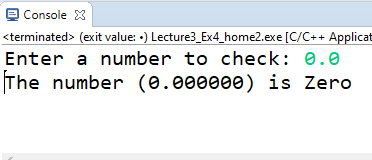 Console
<terminated> (exit value: •) Lecture3_Ex4_home2.exe [C/C++ Applicat
Enter a number to check: 0.0
The number (0.000000) is Zero